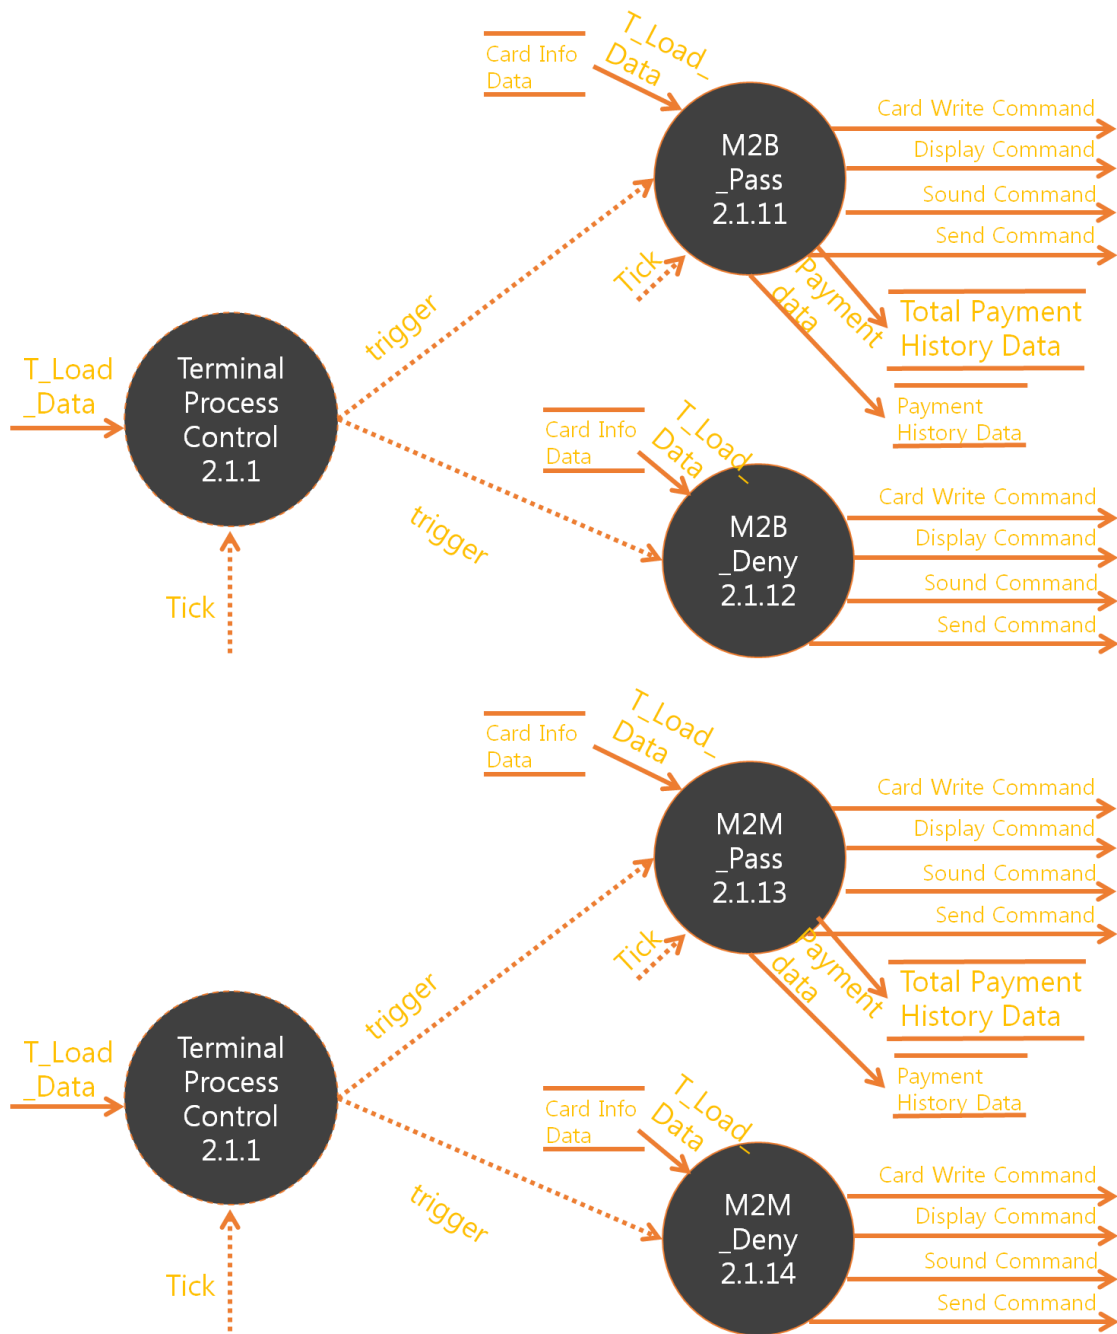 Card Info
Data
T_Load_
Data
M2B
_Pass
2.1.11
Card Write Command
Display Command
Sound Command
Send Command
Tick
Payment
data
Total Payment
History Data
Payment
History Data
trigger
T_Load
_Data
Terminal
Process
Control
2.1.1
Tick
trigger
Card Info
Data
T_Load_
Data
M2B
_Deny
2.1.12
Card Write Command
Display Command
Sound Command
Send Command
Card Info
Data
T_Load_
Data
M2M
_Pass
2.1.13
Card Write Command
Display Command
Sound Command
Send Command
Tick
Payment
data
Total Payment
History Data
Payment
History Data
trigger
T_Load
_Data
Terminal
Process
Control
2.1.1
Tick
trigger
Card Info
Data
T_Load_
Data
M2M
_Deny
2.1.14
Card Write Command
Display Command
Sound Command
Send Command